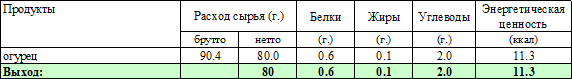 Продукты Расход сырья (г.) Белки Жиры Углеводы Энергетическая ценность
брутто нетто (г.) (г.) (г.) (ккал)
огурец 90.4 80.0 0.6 0.1 2.0 11.3
Выход: 80 0.6 0.1 2.0 11.3